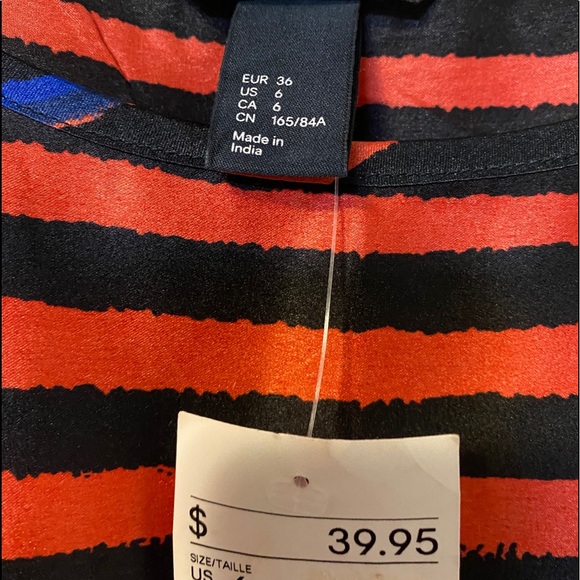 EUR 36
US 6
CA 6
CN 165/84A
Made in
India
$ 39.95
SIZE/TAILLE
US